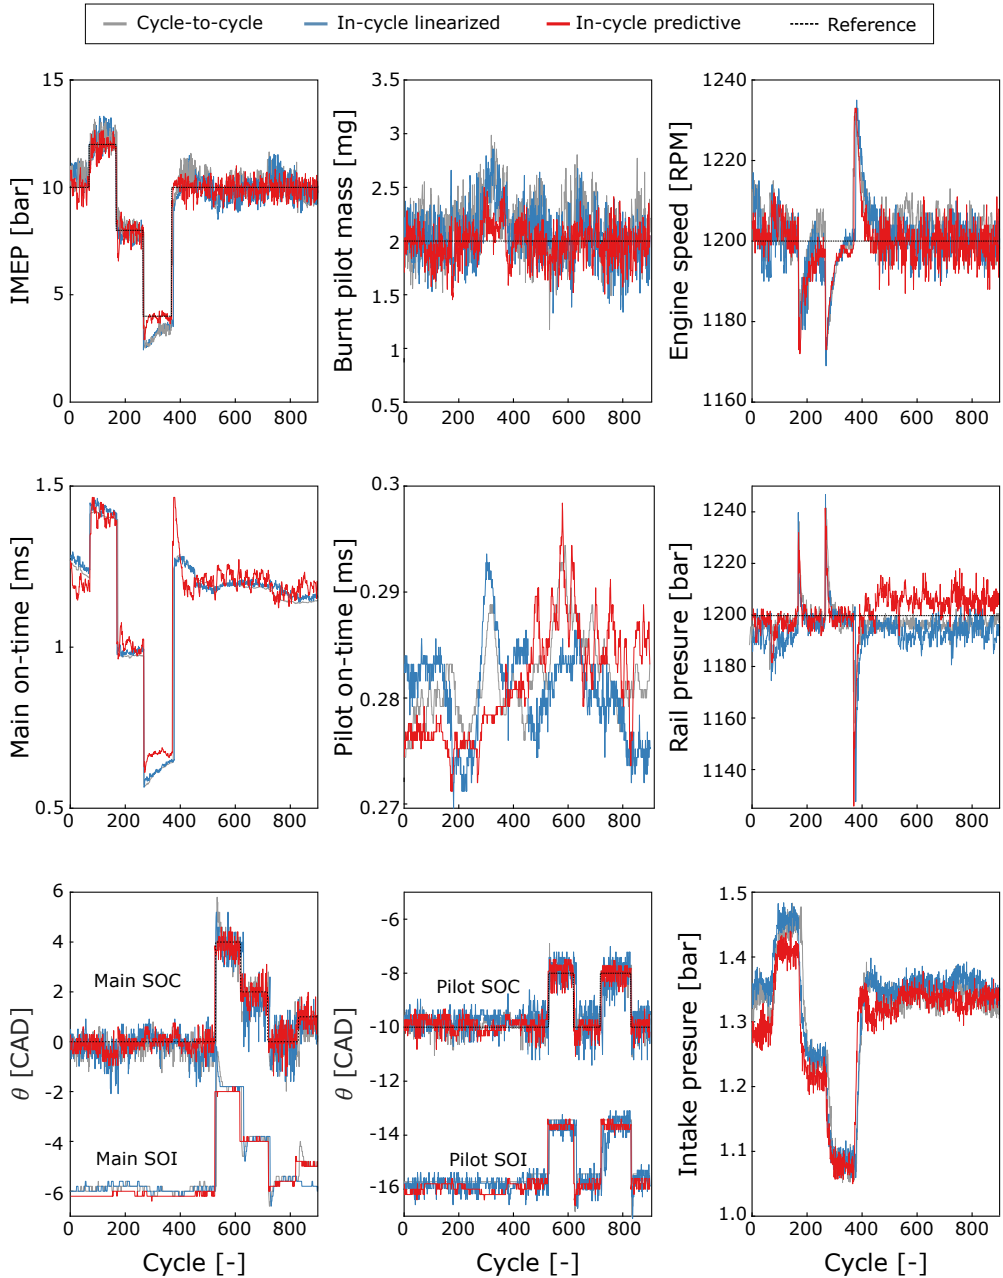 Cycle-to-cycle In-cycle linearized In-cycle predictive Reference
IMEP [bar]
15
10
5
0
0 200 400 600 800
Burnt pilot mass [mg]
3.5
3
2.5
2
1.5
1
0.5
0 200 400 600 800
Engine speed [RPM]
1240
1220
1200
1180
1160
0 200 400 600 800
Main on-time [ms]
1.5
1
0.5
0 200 400 600 800
Pilot on-time [ms]
0.3
0.29
0.28
0.27
0 200 400 600 800
Rail presure [bar]
1240
1220
1200
1180
1160
1140
0 200 400 600 800
θ [CAD]
6
4
2
0
-2
-4
-6
Main SOC
Main SOI
0 200 400 600 800
Cycle [-]
θ [CAD]
-6
-8
-10
-12
-14
-16
Pilot SOC
Pilot SOI
0 200 400 600 800
Cycle [-]
Intake presure [bar]
1.5
1.4
1.3
1.2
1.1
1.0
0 200 400 600 800
Cycle [-]